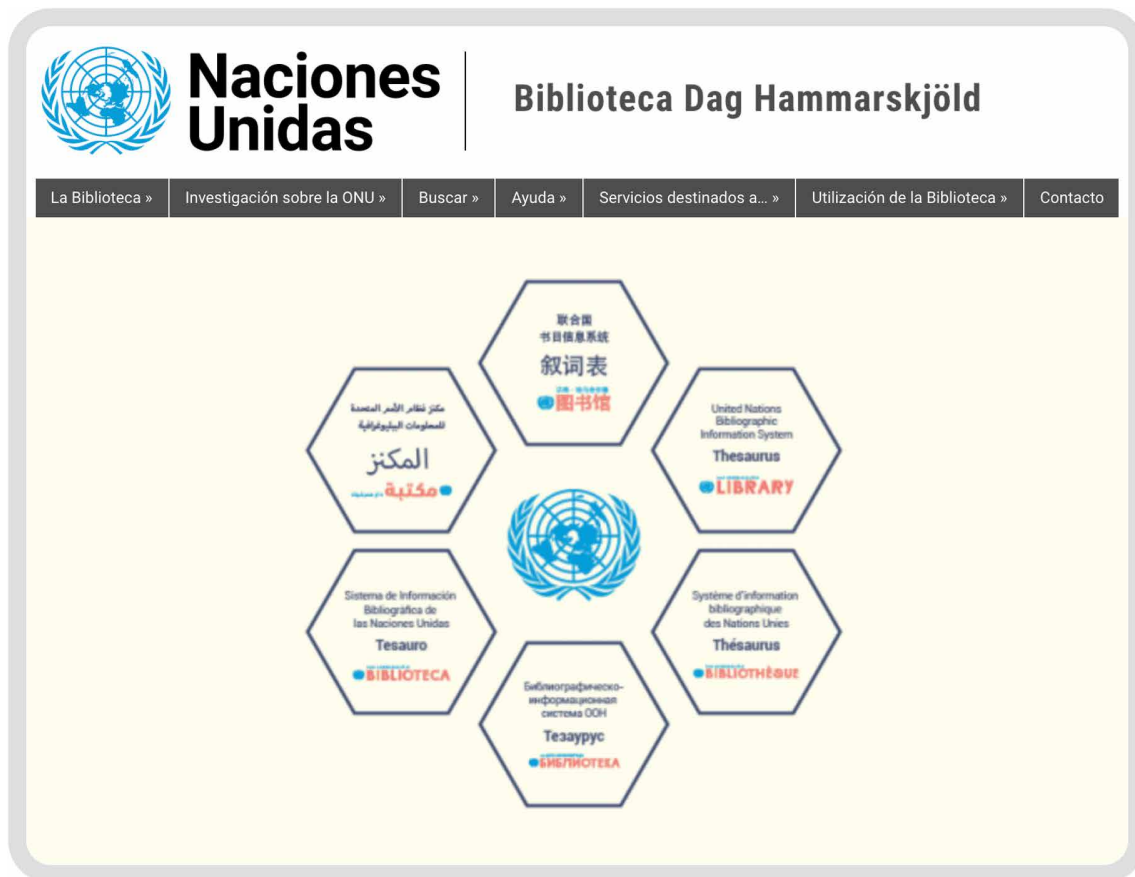 Naciones
Unidas
Biblioteca Dag Hammarskjöld
La Biblioteca »
Investigación sobre la ONU »
Buscar »
Ayuda »
Servicios destinados a... »
Utilización de la Biblioteca »
Contacto
联合国
书目信息系统
叙词表
图书馆
مكنز نظام الأمم المتحدة
للمعلومات الببليوغرافية
المكنز
مكتبة
United Nations
Bibliographic
Information System
Thesaurus
LIBRARY
Sistema de Información
Bibliográfica de
las Naciones Unidas
Tesauro
BIBLIOTECA
Système d'information
bibliographique
des Nations Unies
Thésaurus
BIBLIOTHÈQUE
Библиографическо-
информационная
система ООН
Тезаурус
БИБЛИОТЕКА